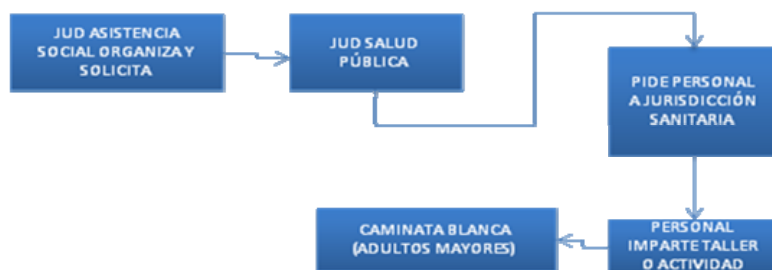 JUD ASISTENCIA
SOCIAL ORGANIZA Y
SOLICITA
JUD SALUD
PÚBLICA
PIDE PERSONAL
A JURISDICCIÓN
SANITARIA
PERSONAL
IMPARTE TALLER
O ACTIVIDAD
CAMINATA BLANCA
(ADULTOS MAYORES)